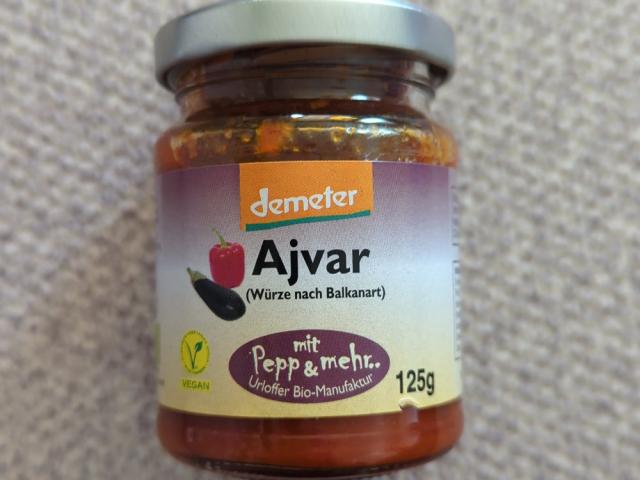 demeter
Ajvar
(Würze nach Balkanart)
mit
Pepp & mehr..
Urloffer Bio-Manufaktur
125g
VEGAN